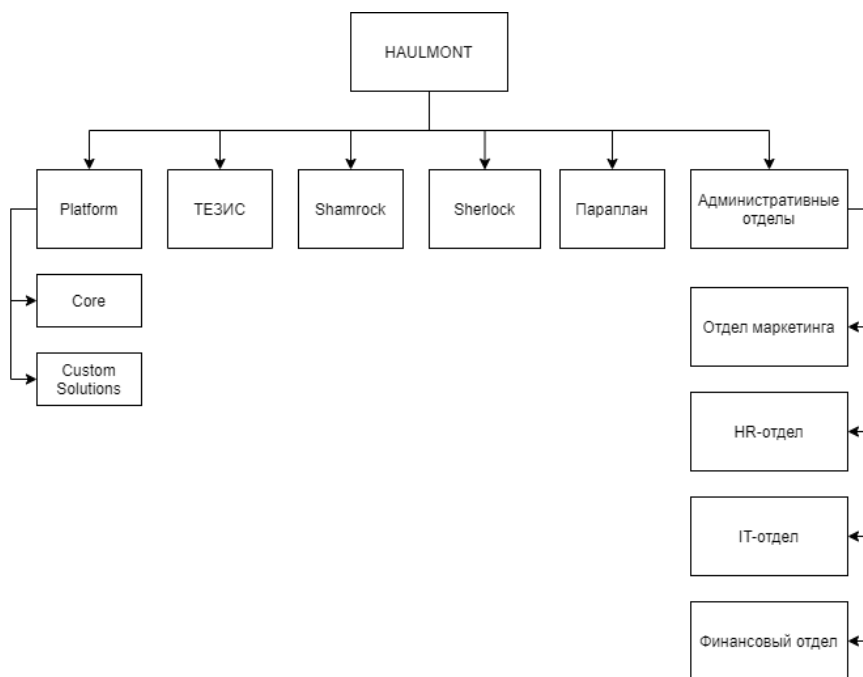 HAULMONT
Platform
ТЕЗИС
Shamrock
Sherlock
Параплан
Административные
отделы
Core
Custom
Solutions
Отдел маркетинга
HR-отдел
IT-отдел
Финансовый отдел